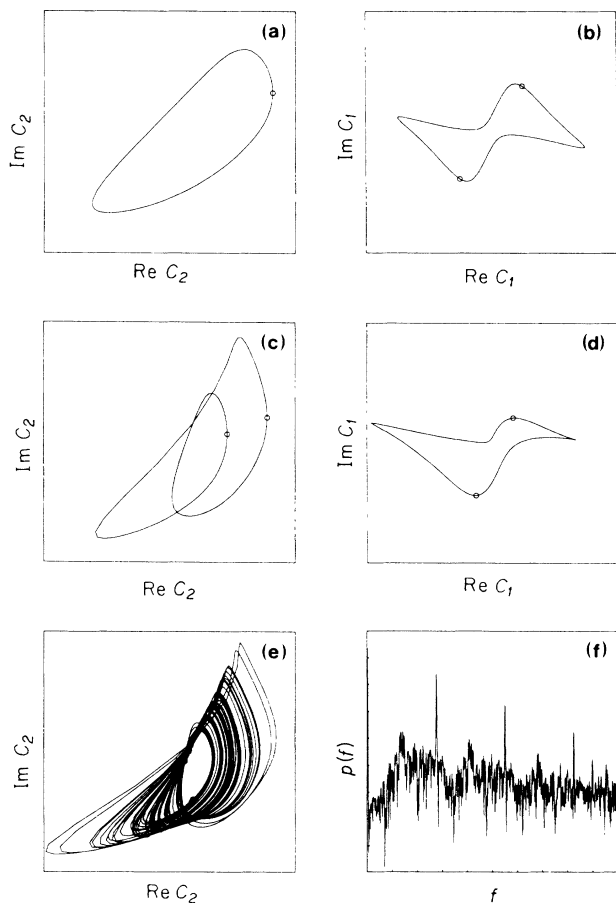 (a)
Im C₂
Re C₂
(b)
Im C₁
Re C₁
(c)
Im C₂
Re C₂
(d)
Im C₁
Re C₁
(e)
Im C₂
Re C₂
(f)
p(f)
f